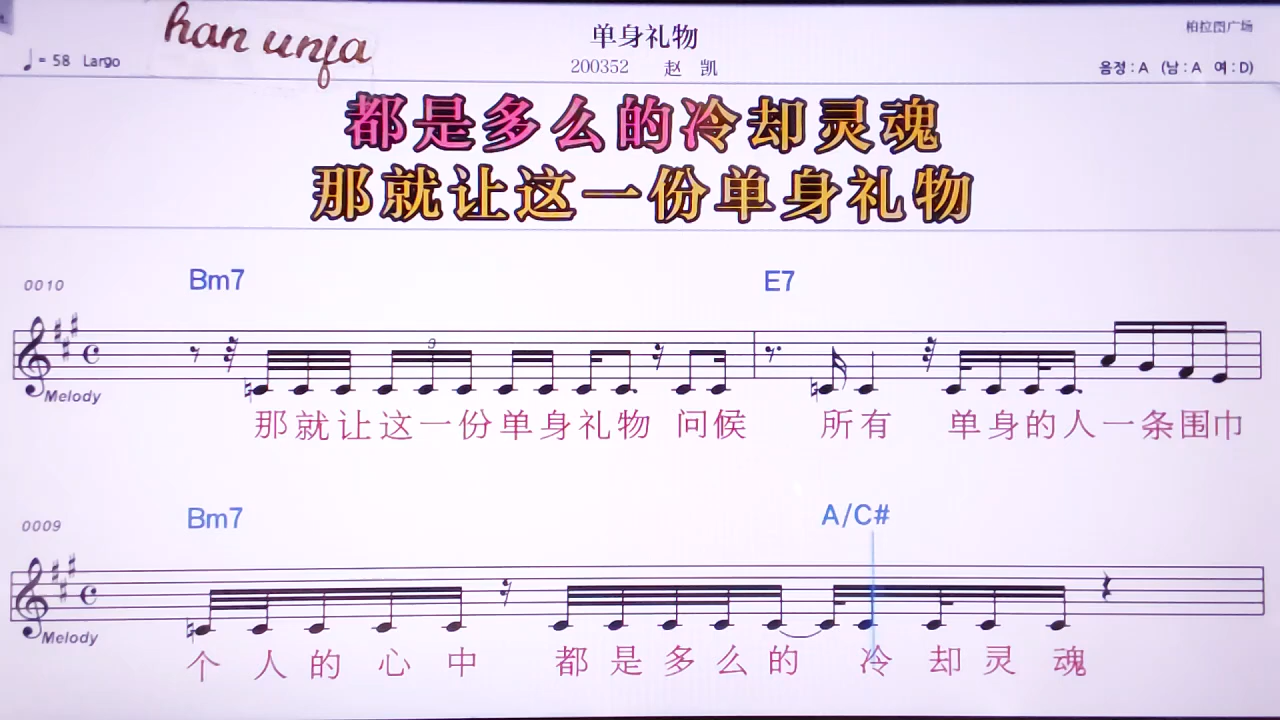 han unfa
单身礼物
柏拉图广场
♩= 58 Largo
200352 赵 凯
음정 : A (남 : A 여 : D)
都是多么的冷却灵魂
那就让这一份单身礼物
0010
Bm7 E7
3
Melody
那就让这一份单身礼物 问候 所有 单身的人一条围巾
0009
Bm7 A/C#
Melody
个人的心中 都是多么的 冷 却灵 魂